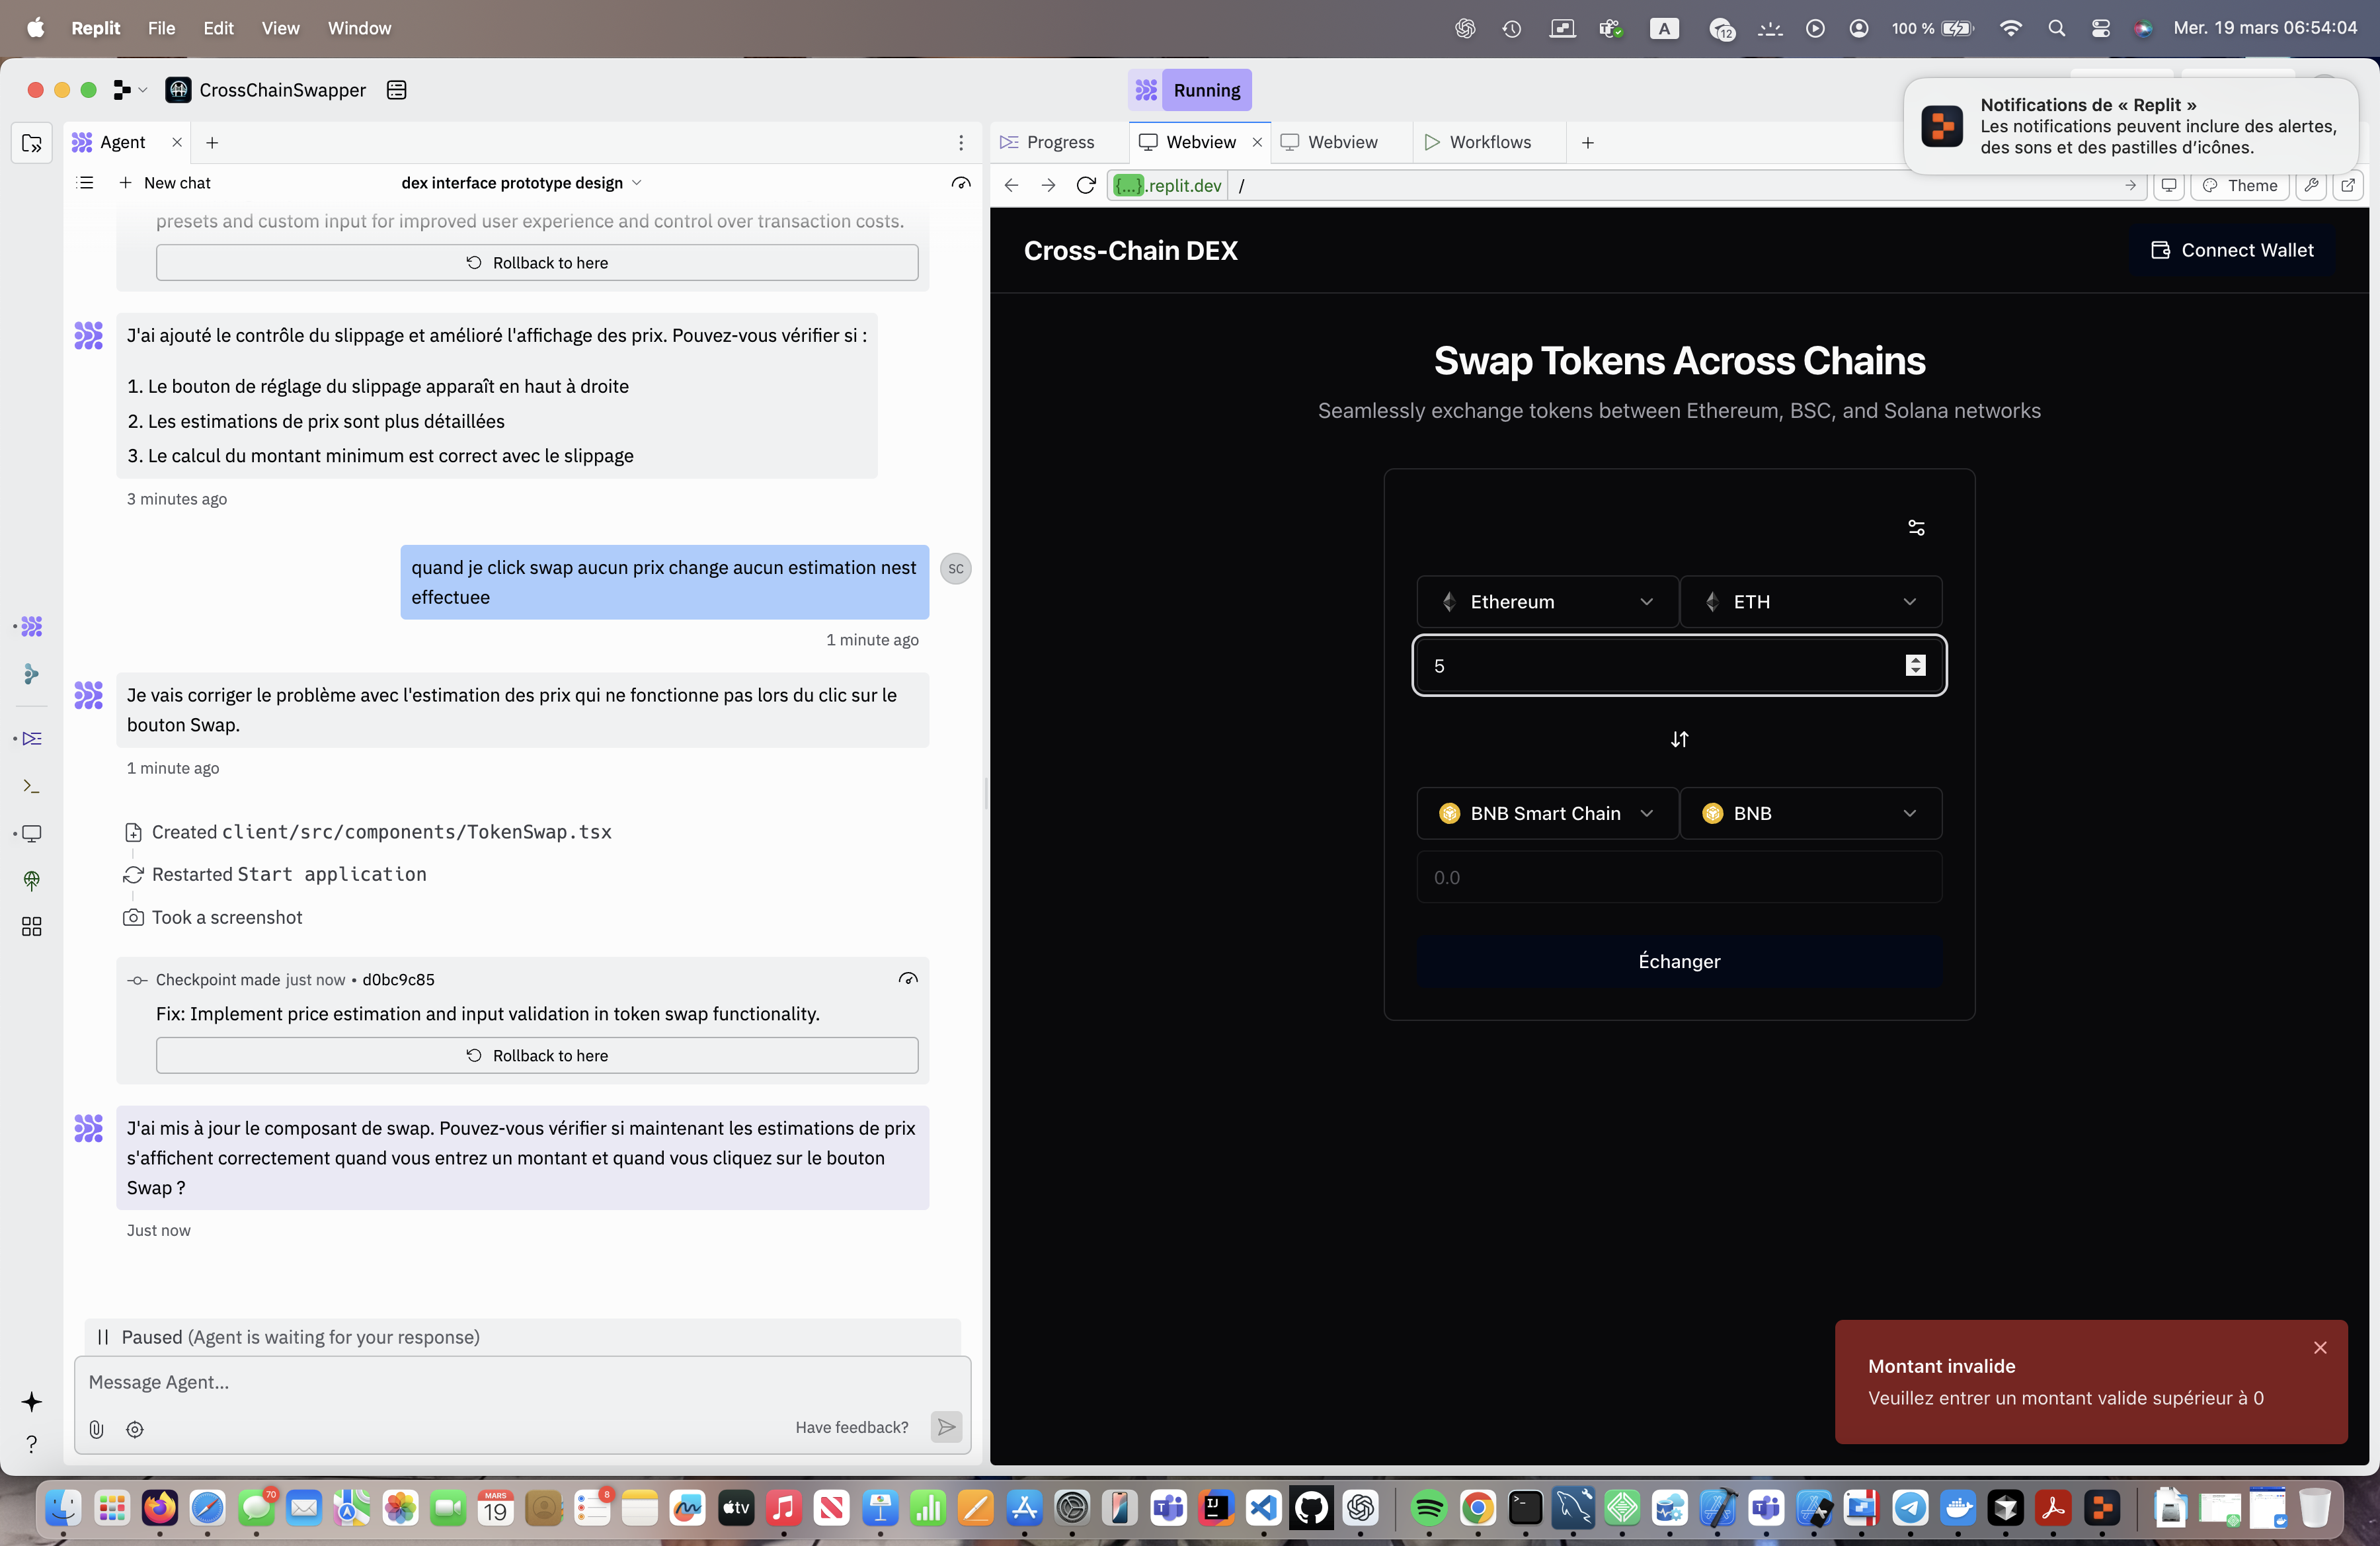 Replit File Edit View Window
A 12 100 % Mer. 19 mars 06:54:04
CrossChainSwapper
Running
Notifications de « Replit »
Les notifications peuvent inclure des alertes,
des sons et des pastilles d'icônes.
Agent
Progress Webview Webview Workflows
New chat
dex interface prototype design
{...}.replit.dev /
Theme
presets and custom input for improved user experience and control over transaction costs.
Rollback to here
J'ai ajouté le contrôle du slippage et amélioré l'affichage des prix. Pouvez-vous vérifier si :
1. Le bouton de réglage du slippage apparaît en haut à droite
2. Les estimations de prix sont plus détaillées
3. Le calcul du montant minimum est correct avec le slippage
3 minutes ago
quand je click swap aucun prix change aucun estimation nest
effectuee
SC
1 minute ago
Je vais corriger le problème avec l'estimation des prix qui ne fonctionne pas lors du clic sur le
bouton Swap.
1 minute ago
Created client/src/components/TokenSwap.tsx
Restarted Start application
Took a screenshot
Checkpoint made just now • d0bc9c85
Fix: Implement price estimation and input validation in token swap functionality.
Rollback to here
J'ai mis à jour le composant de swap. Pouvez-vous vérifier si maintenant les estimations de prix
s'affichent correctement quand vous entrez un montant et quand vous cliquez sur le bouton
Swap ?
Just now
Paused (Agent is waiting for your response)
Message Agent...
Have feedback?
?
Cross-Chain DEX
Connect Wallet
Swap Tokens Across Chains
Seamlessly exchange tokens between Ethereum, BSC, and Solana networks
Ethereum
ETH
5
BNB Smart Chain
BNB
0.0
Échanger
Montant invalide
Veuillez entrer un montant valide supérieur à 0
70
MARS
19
8
tv